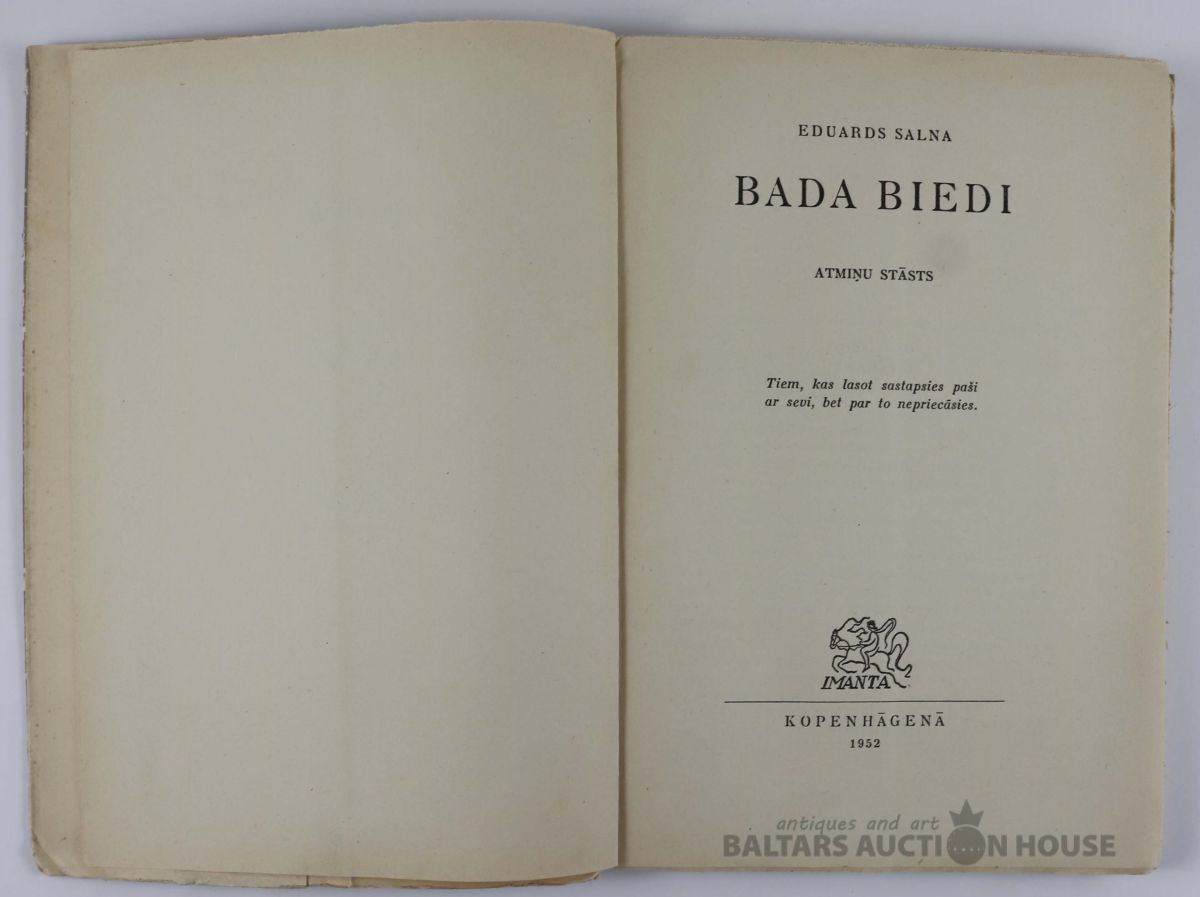 EDUARDS SALNA
BADA BIEDI
ATMIŅU STĀSTS
Tiem, kas lasot sastapsies paši
ar sevi, bet par to nepriecāsies.
IMANTA
KOPENHĀGENĀ
1952
antiques and art
BALTARS AUCTION HOUSE